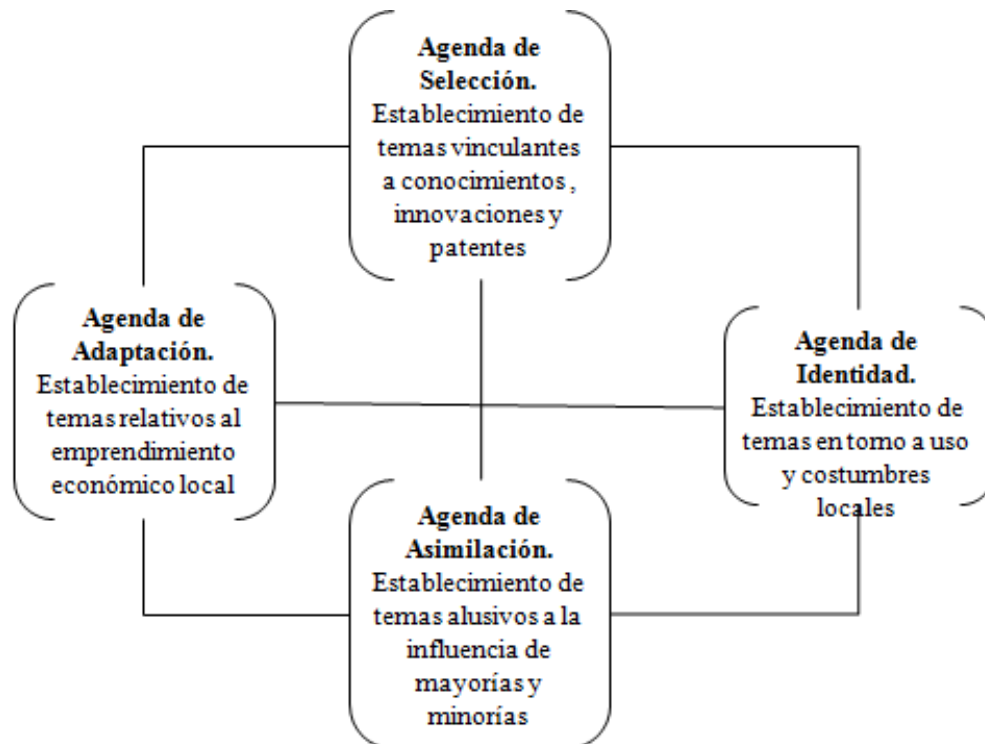 Agenda de
Selección.
Establecimiento de
temas vinculantes
a conocimientos ,
innovaciones y
patentes
Agenda de
Adaptación.
Establecimiento de
temas relativos al
emprendimiento
económico local
Agenda de
Identidad.
Establecimiento de
temas en torno a uso
y costumbres
locales
Agenda de
Asimilación.
Establecimiento de
temas alusivos a la
influencia de
mayorías y
minorías